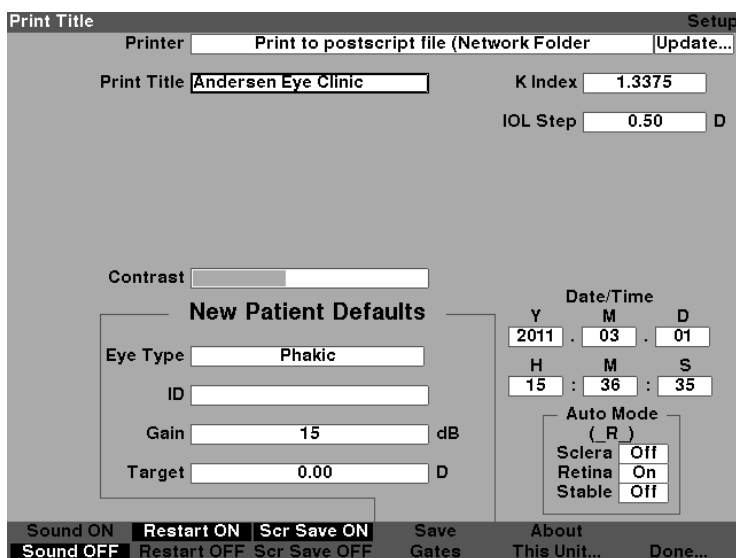 Print Title Setup
Printer Print to postscript file (Network Folder Update...
Print Title Andersen Eye Clinic K Index 1.3375
IOL Step 0.50 D
Contrast
New Patient Defaults
Date/Time
Y M D
2011 . 03 . 01
Eye Type Phakic
H M S
15 : 36 : 35
ID
Auto Mode
(_R_)
Gain 15 dB
Sclera Off
Target 0.00 D
Retina On
Stable Off
Sound ON Restart ON Scr Save ON Save About
Sound OFF Restart OFF Scr Save OFF Gates This Unit... Done...